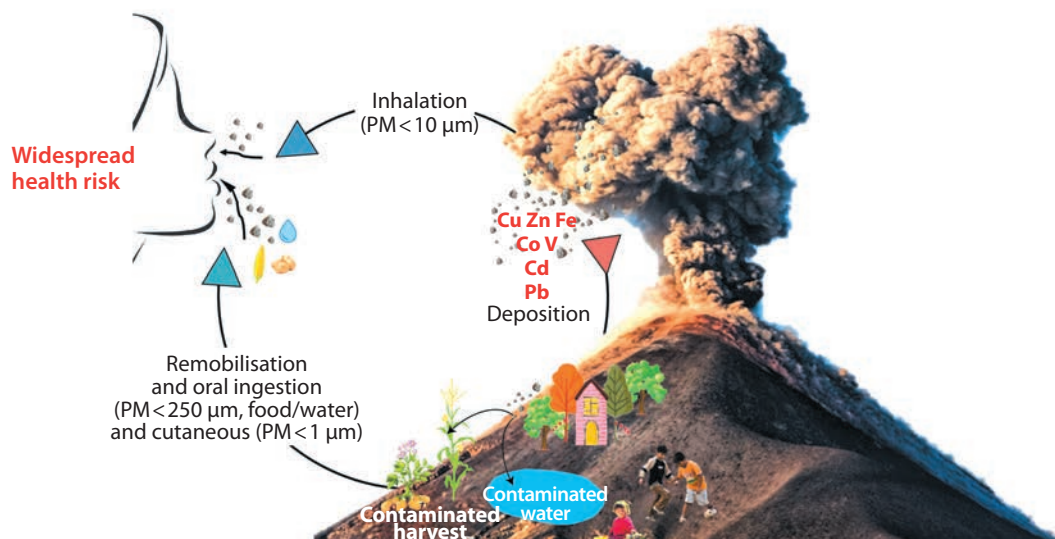 Inhalation
(PM<10 µm)
Widespread
health risk
Cu Zn Fe
Co V
Cd
Pb
Deposition
Remobilisation
and oral ingestion
(PM<250 µm, food/water)
and cutaneous (PM<1 µm)
Contaminated
water
Contaminated
harvest